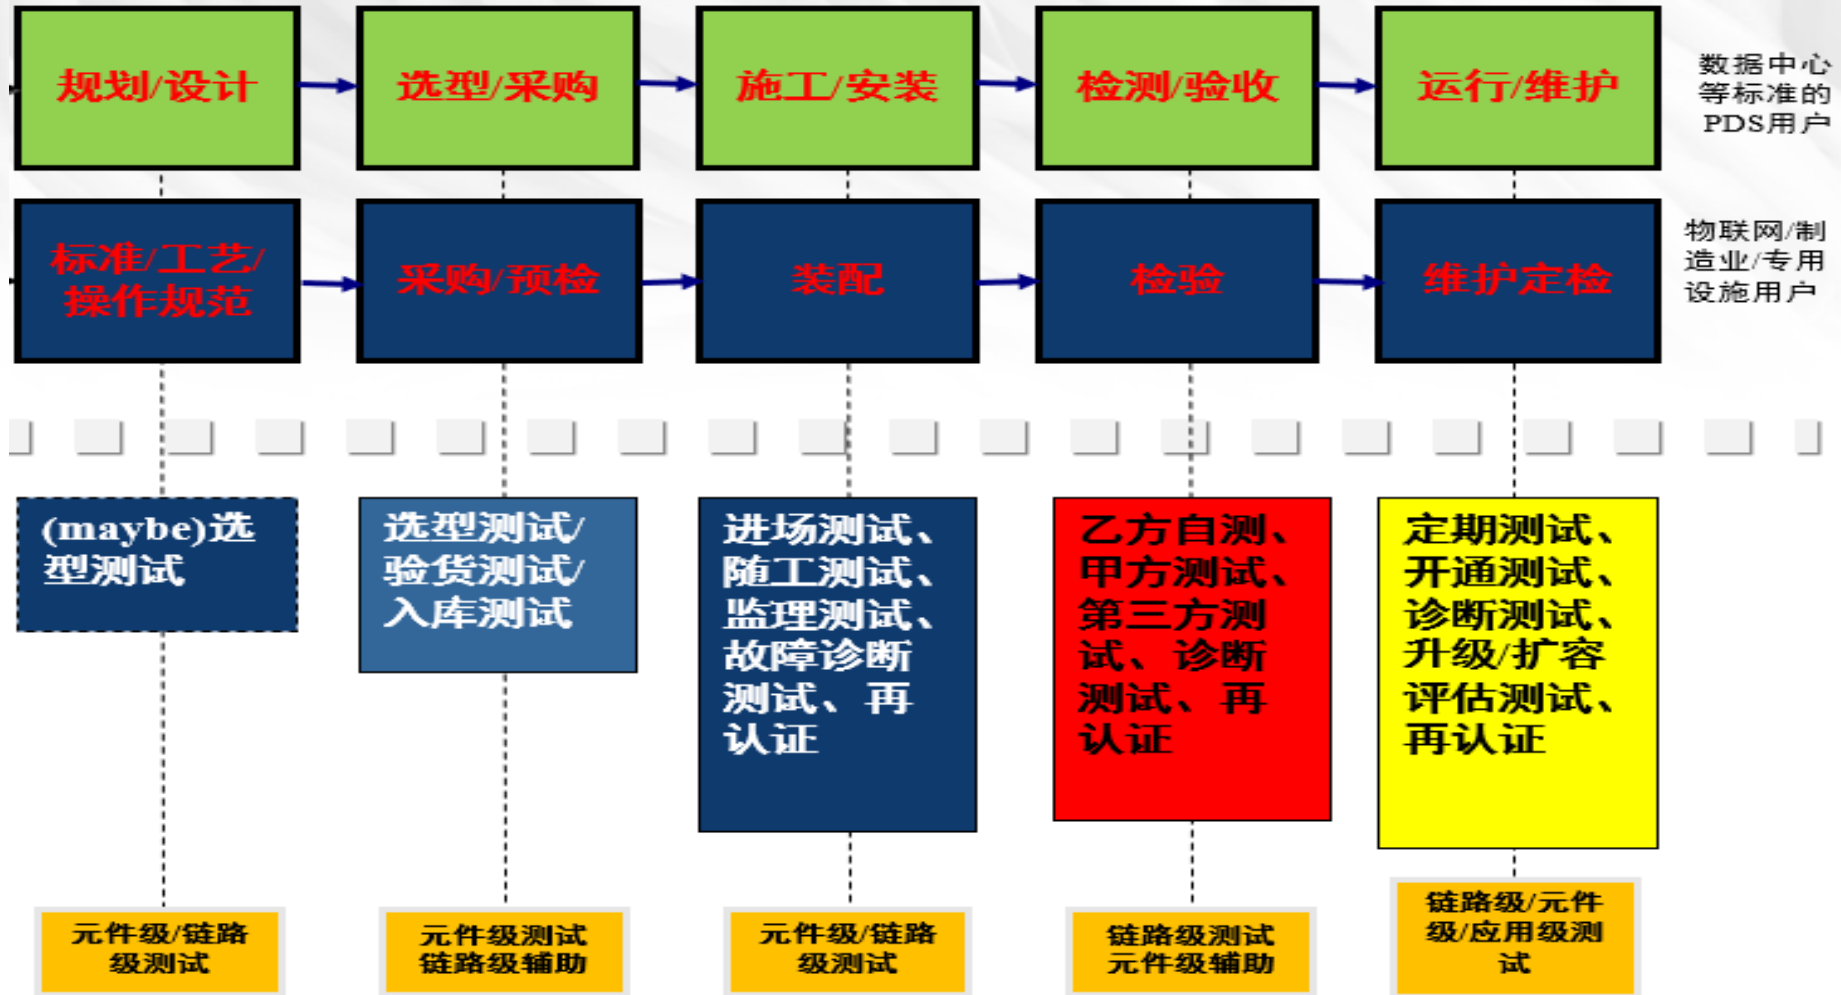 规划/设计
选型/采购
施工/安装
检测/验收
运行/维护
数据中心
等标准的
PDS用户
标准/工艺/
操作规范
采购/预检
装配
检验
维护定检
物联网/制
造业/专用
设施用户
(maybe)选
型测试
选型测试/
验货测试/
入库测试
进场测试、
随工测试、
监理测试、
故障诊断
测试、再
认证
乙方自测、
甲方测试、
第三方测
试、诊断
测试、再
认证
定期测试、
开通测试、
诊断测试、
升级/扩容
评估测试、
再认证
元件级/链路
级测试
元件级测试
链路级辅助
元件级/链路
级测试
链路级测试
元件级辅助
链路级/元件
级/应用级测
试